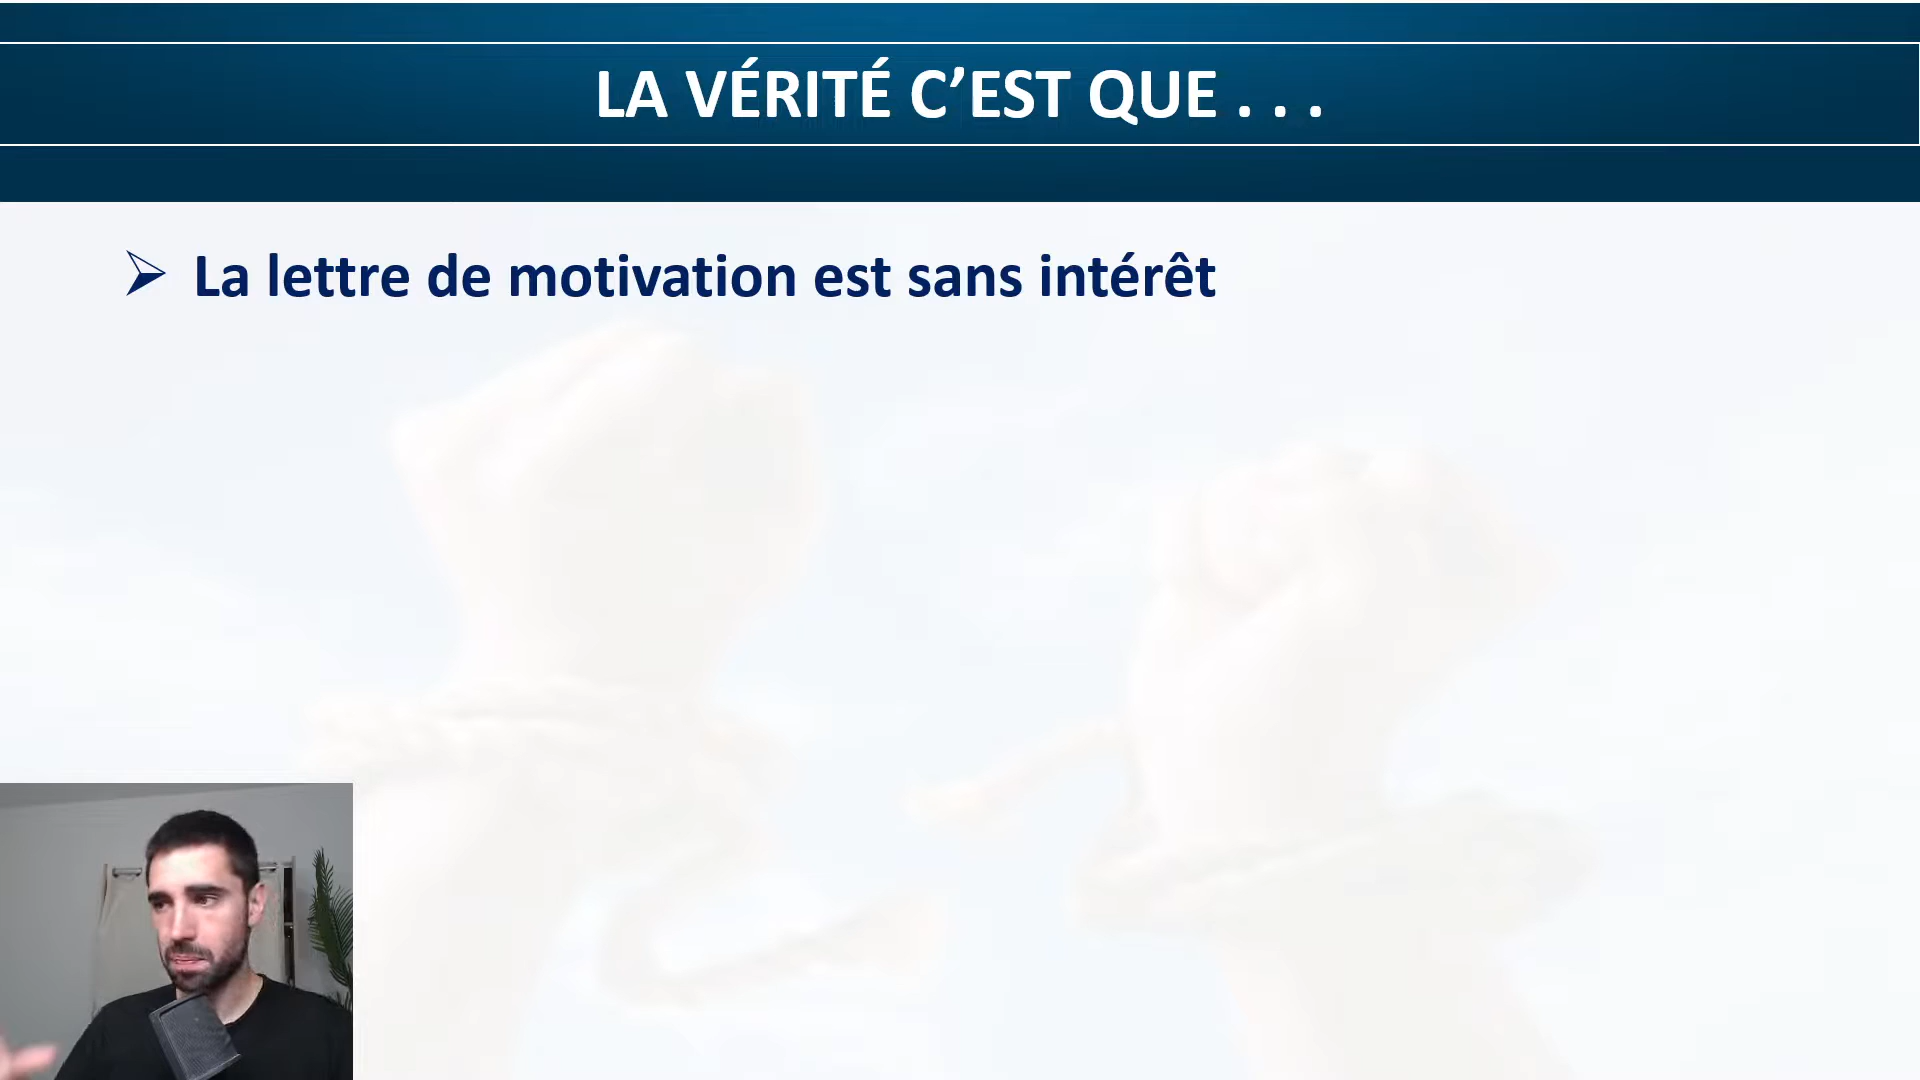 LA VÉRITÉ C’EST QUE . . .
La lettre de motivation est sans intérêt